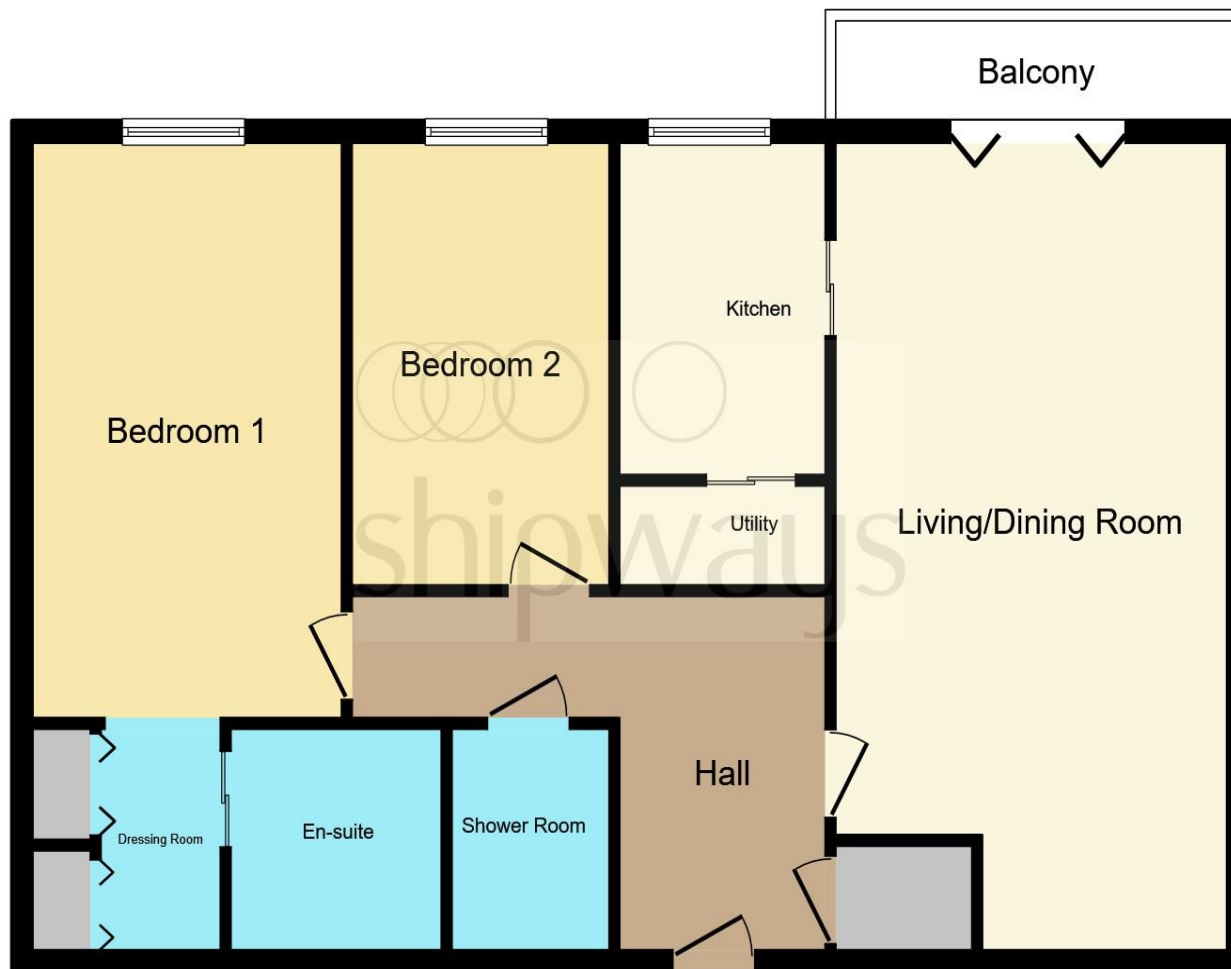 Balcony
Kitchen
Bedroom 2
Bedroom 1
Utility
Living/Dining Room
shipways
Hall
Dressing Room
En-suite
Shower Room